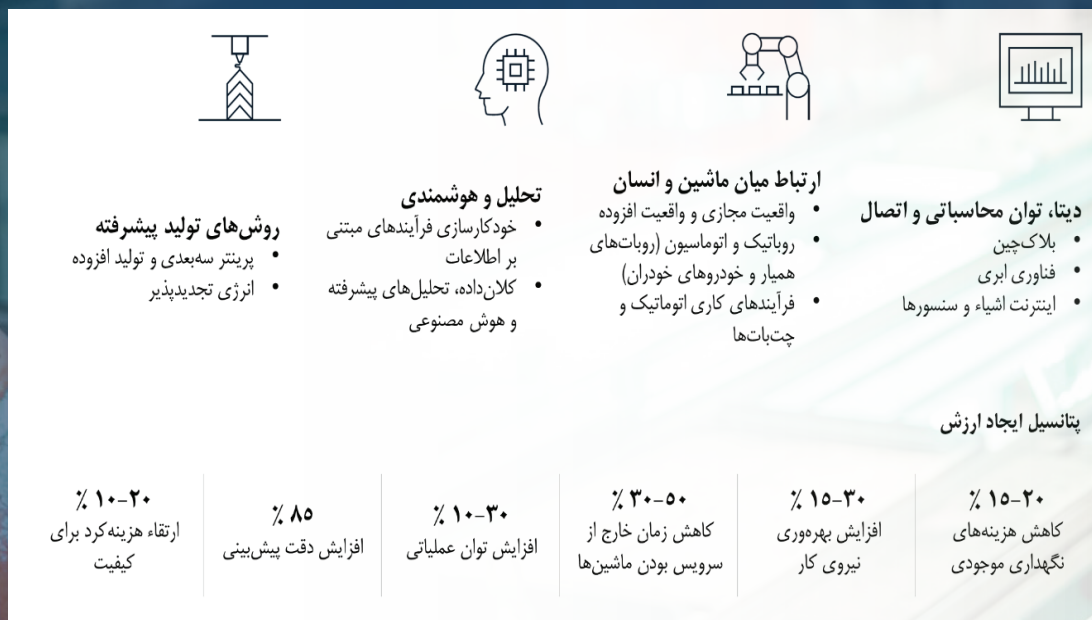 دیتا، توان محاسباتی و اتصال
• بلاک‌چین
• فناوری ابری
• اینترنت اشیاء و سنسورها
ارتباط میان ماشین و انسان
• واقعیت مجازی و واقعیت افزوده
• روباتیک و اتوماسیون (روبات‌های
همیار و خودروهای خودران)
• فرآیندهای کاری اتوماتیک و
چت‌بات‌ها
تحلیل و هوشمندی
• خودکارسازی فرآیندهای مبتنی
بر اطلاعات
• کلان‌داده، تحلیل‌های پیشرفته
و هوش مصنوعی
روش‌های تولید پیشرفته
• پرینتر سه‌بعدی و تولید افزوده
• انرژی تجدیدپذیر
پتانسیل ایجاد ارزش
۱۵-۲۰ ٪
کاهش هزینه‌های
نگهداری موجودی
۱۵-۳۰ ٪
افزایش بهره‌وری
نیروی کار
۳۰-۵۰ ٪
کاهش زمان خارج از
سرویس بودن ماشین‌ها
۱۰-۳۰ ٪
افزایش توان عملیاتی
۸۵ ٪
افزایش دقت پیش‌بینی
۱۰-۲۰ ٪
ارتقاء هزینه‌کرد برای
کیفیت